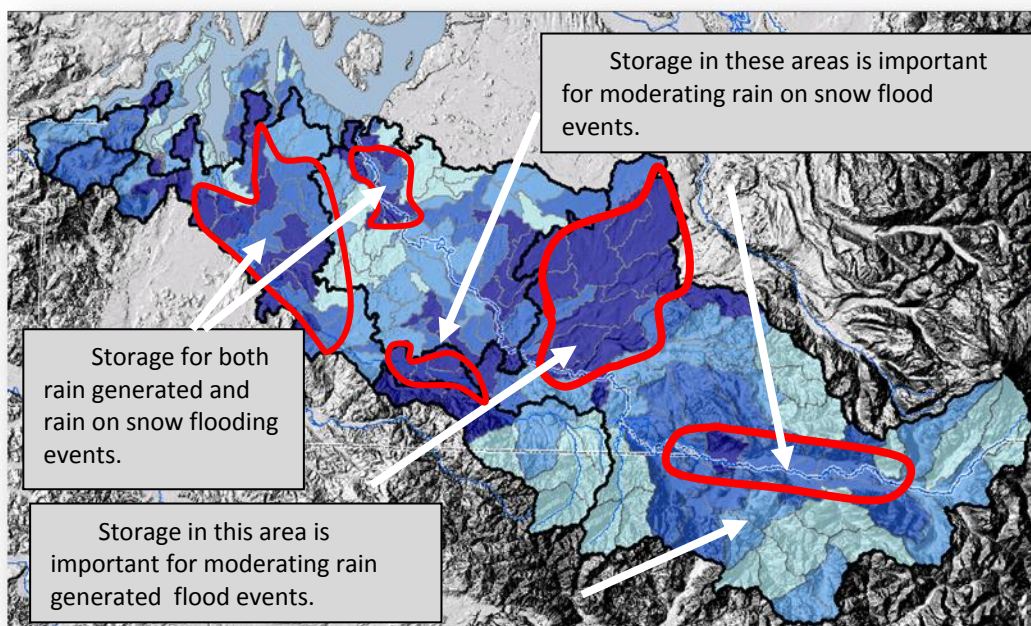 Storage in these areas is important
for moderating rain on snow flood
events.
Storage for both
rain generated and
rain on snow flooding
events.
Storage in this area is
important for moderating rain
generated  flood events.